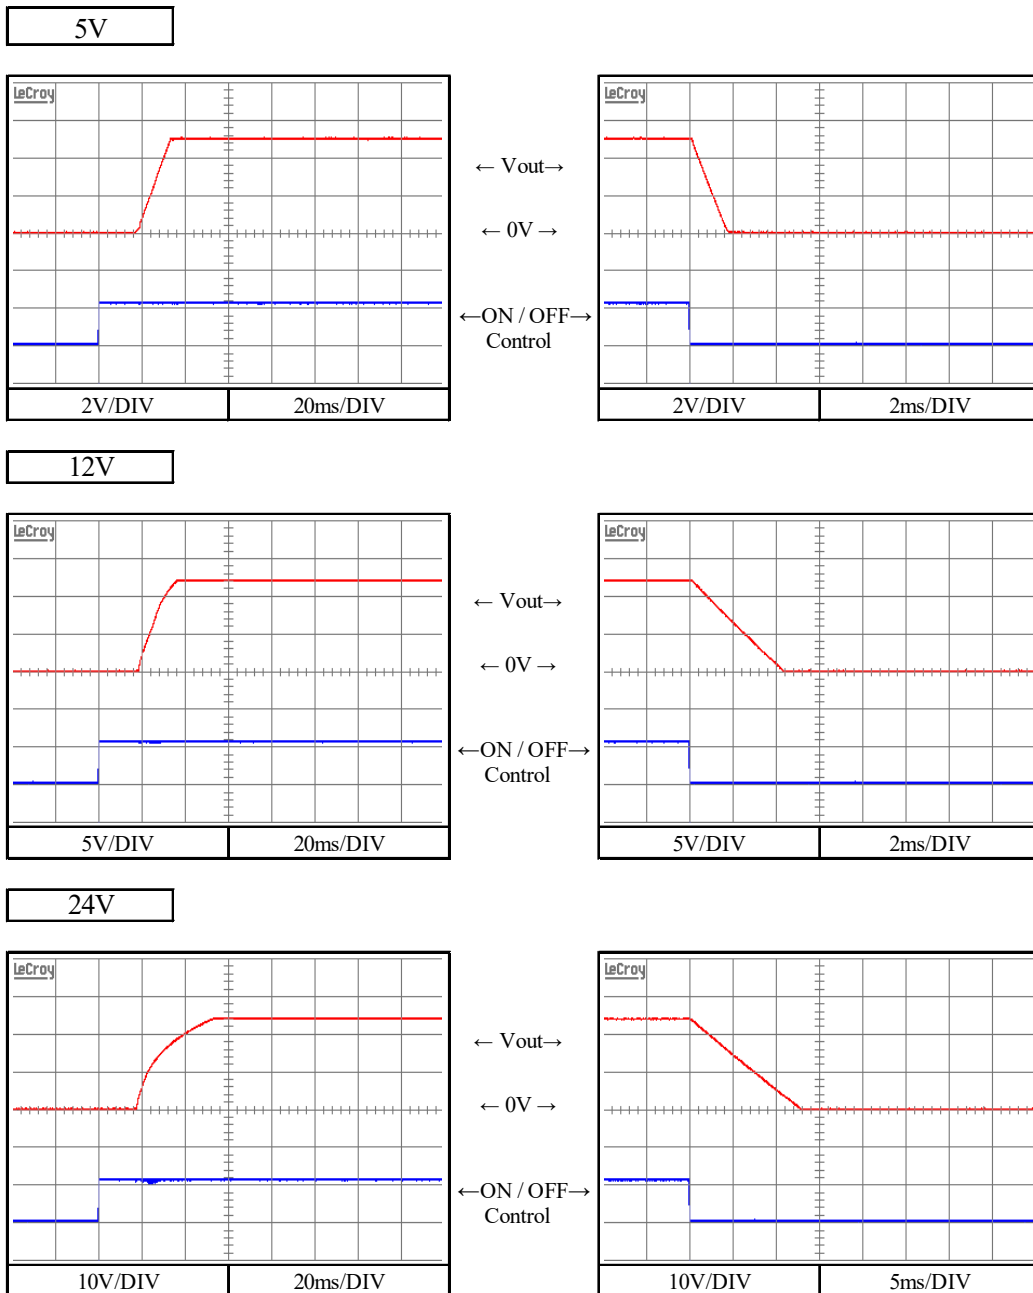 5V
LeCroy
LeCroy
← Vout→
← 0V →
←ON / OFF→
Control
2V/DIV 20ms/DIV
2V/DIV 2ms/DIV
12V
LeCroy
LeCroy
← Vout→
← 0V →
←ON / OFF→
Control
5V/DIV 20ms/DIV
5V/DIV 2ms/DIV
24V
LeCroy
LeCroy
← Vout→
← 0V →
←ON / OFF→
Control
10V/DIV 20ms/DIV
10V/DIV 5ms/DIV